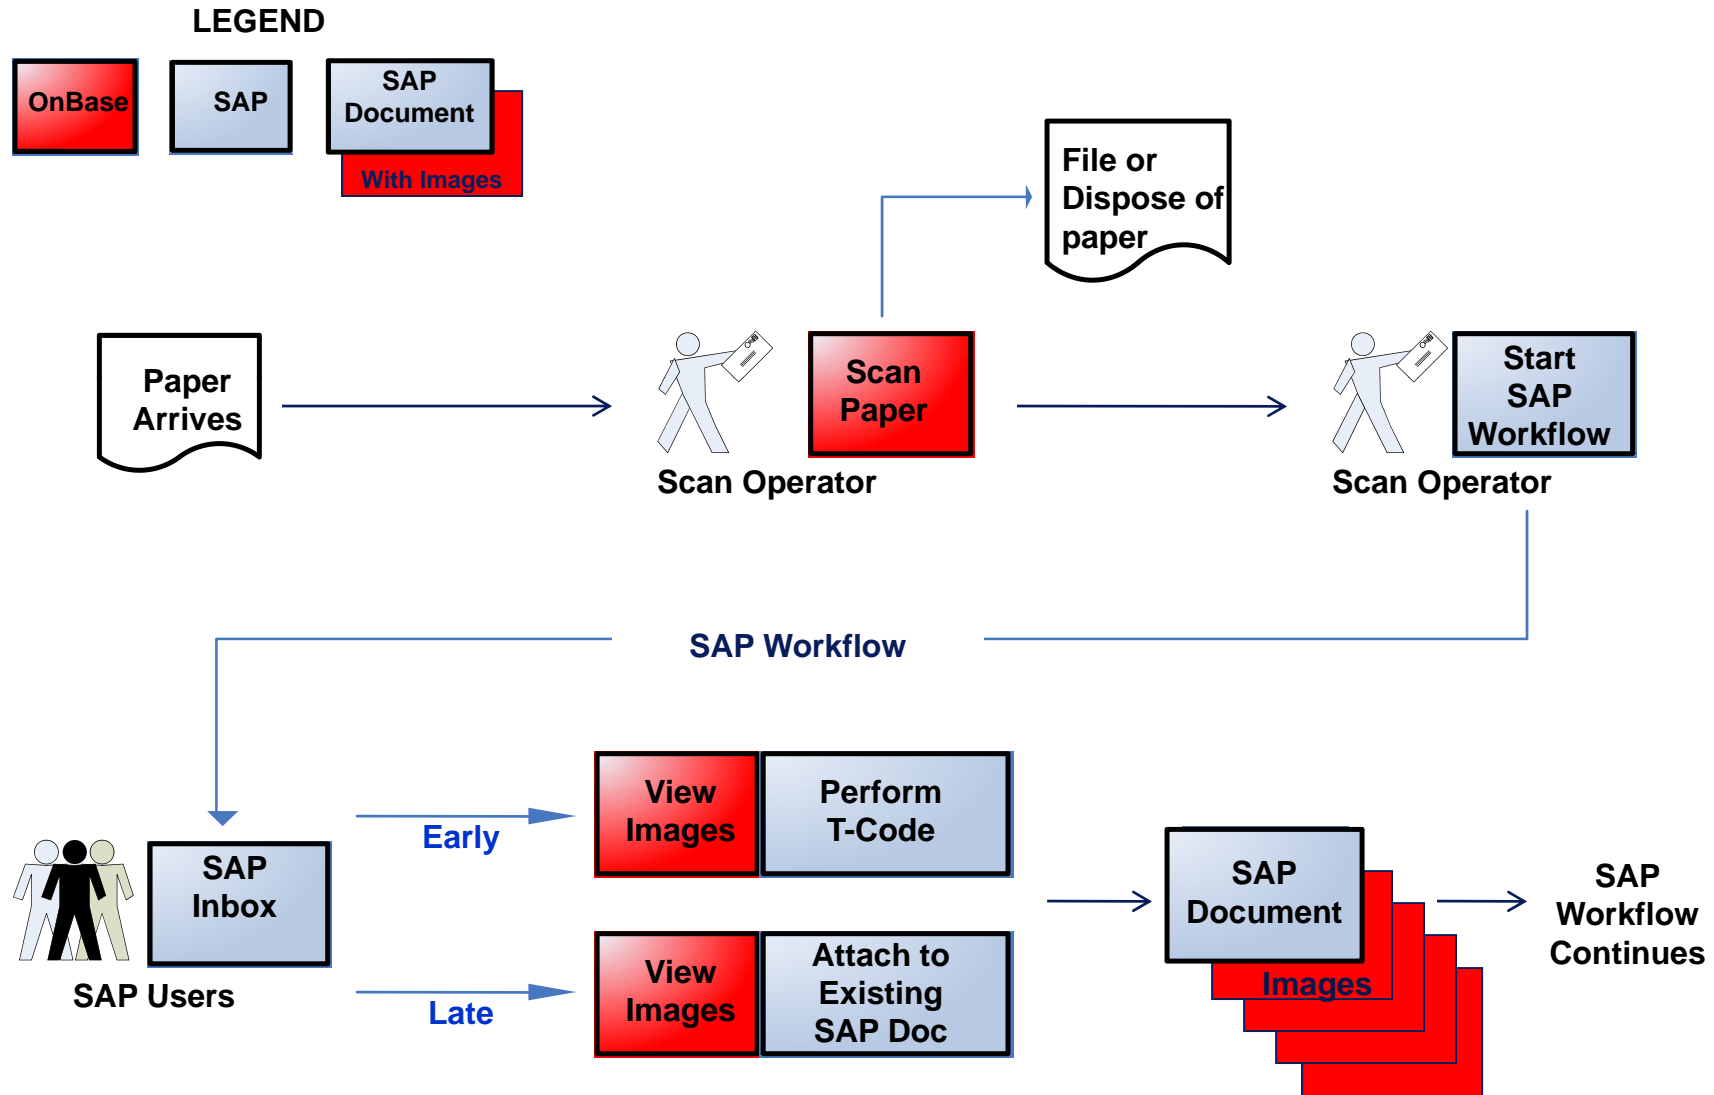 LEGEND
OnBase
SAP
SAP
Document
With Images
File or
Dispose of
paper
Paper
Arrives
Scan
Paper
Scan Operator
Start
SAP
Workflow
Scan Operator
SAP Workflow
SAP
Inbox
SAP Users
Early
View
Images
Perform
T-Code
Late
View
Images
Attach to
Existing
SAP Doc
SAP
Document
Images
SAP
Workflow
Continues